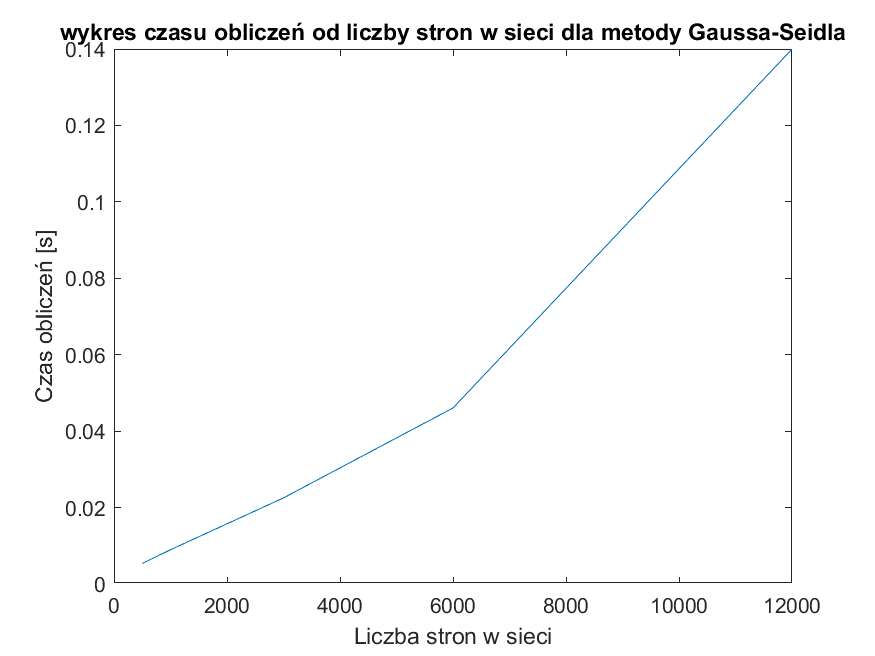 wykres czasu obliczeń od liczby stron w sieci dla metody Gaussa-Seidla
0.14
0.12
0.1
0.08
0.06
0.04
0.02
0
Czas obliczeń [s]
0 2000 4000 6000 8000 10000 12000
Liczba stron w sieci